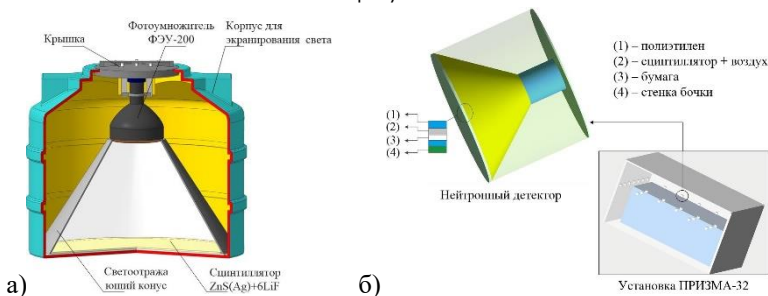 Фотоумножитель
ФЭУ-200
Корпус для
экранирования света
Крышка
Светоотража
ющий конус
Сцинтиллятор
ZnS(Ag)+6LiF
а)
(1)
(2)
(3)
(4)
Нейтронный детектор
(1) – полиэтилен
(2) – сцинтиллятор + воздух
(3) – бумага
(4) – стенка бочки
Установка ПРИЗМА-32
б)